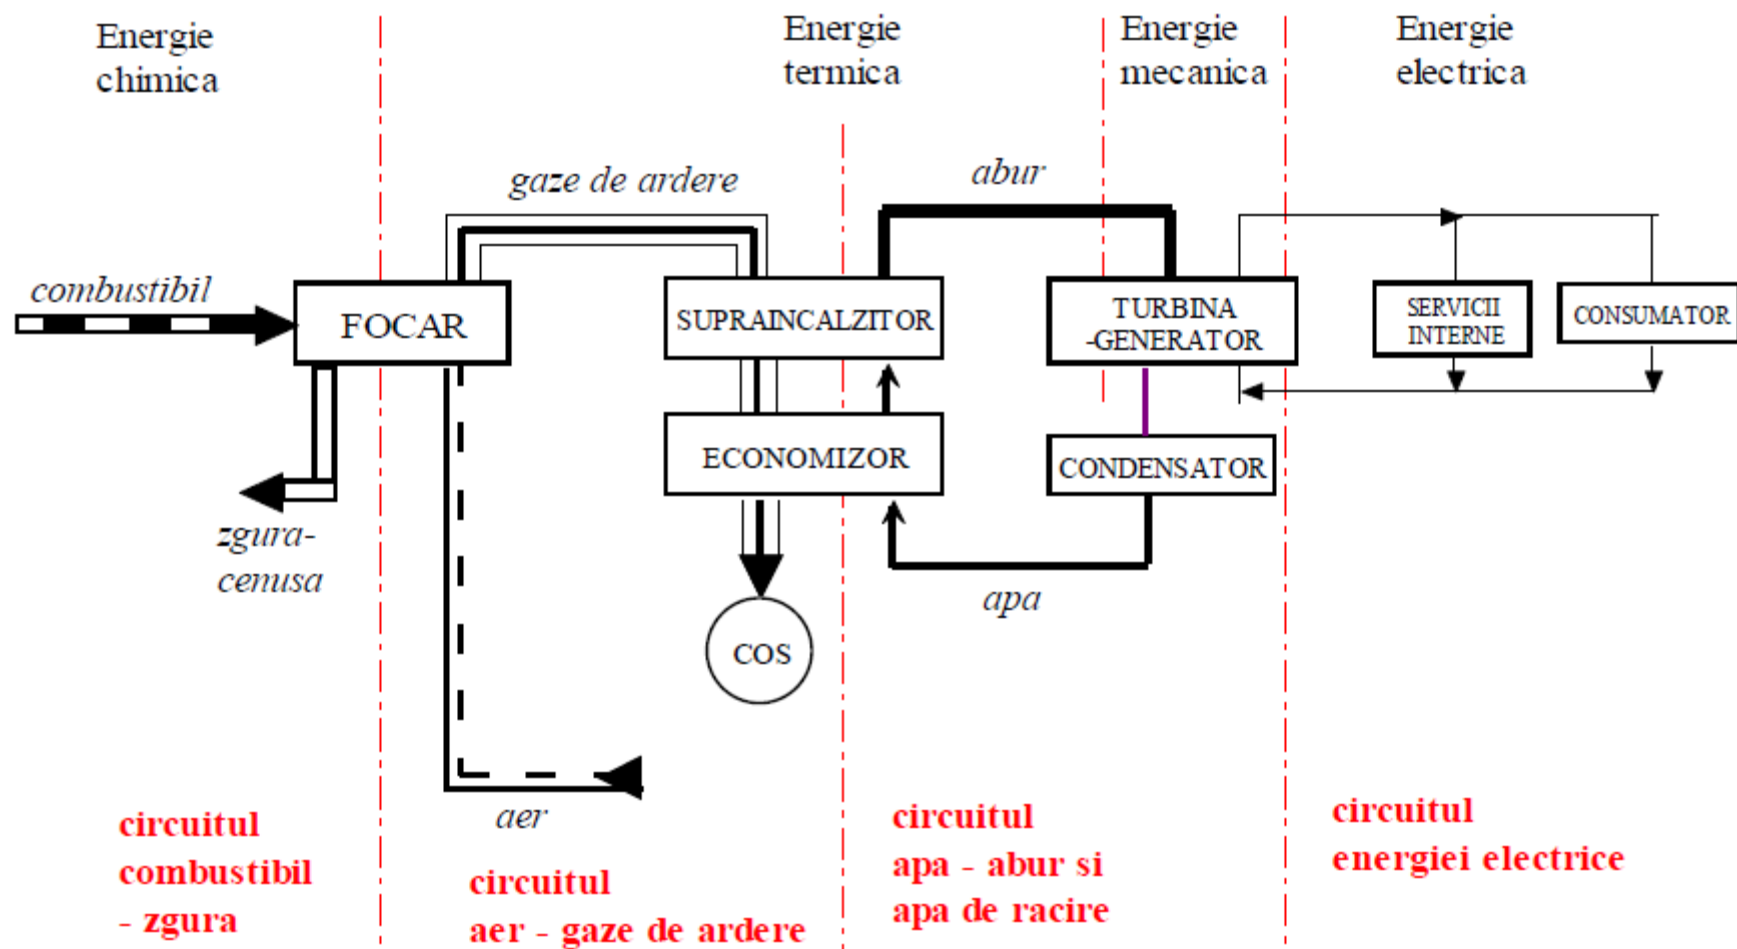 Energie
chimica
Energie
termica
Energie
mecanica
Energie
electrica
gaze de ardere
abur
combustibil
FOCAR
SUPRAINCALZITOR
TURBINA
-GENERATOR
SERVICII
INTERNE
CONSUMATOR
ECONOMIZOR
CONDENSATOR
zgura-
cenusa
apa
COS
aer
circuitul
combustibil
- zgura
circuitul
aer - gaze de ardere
circuitul
apa - abur si
apa de racire
circuitul
energiei electrice